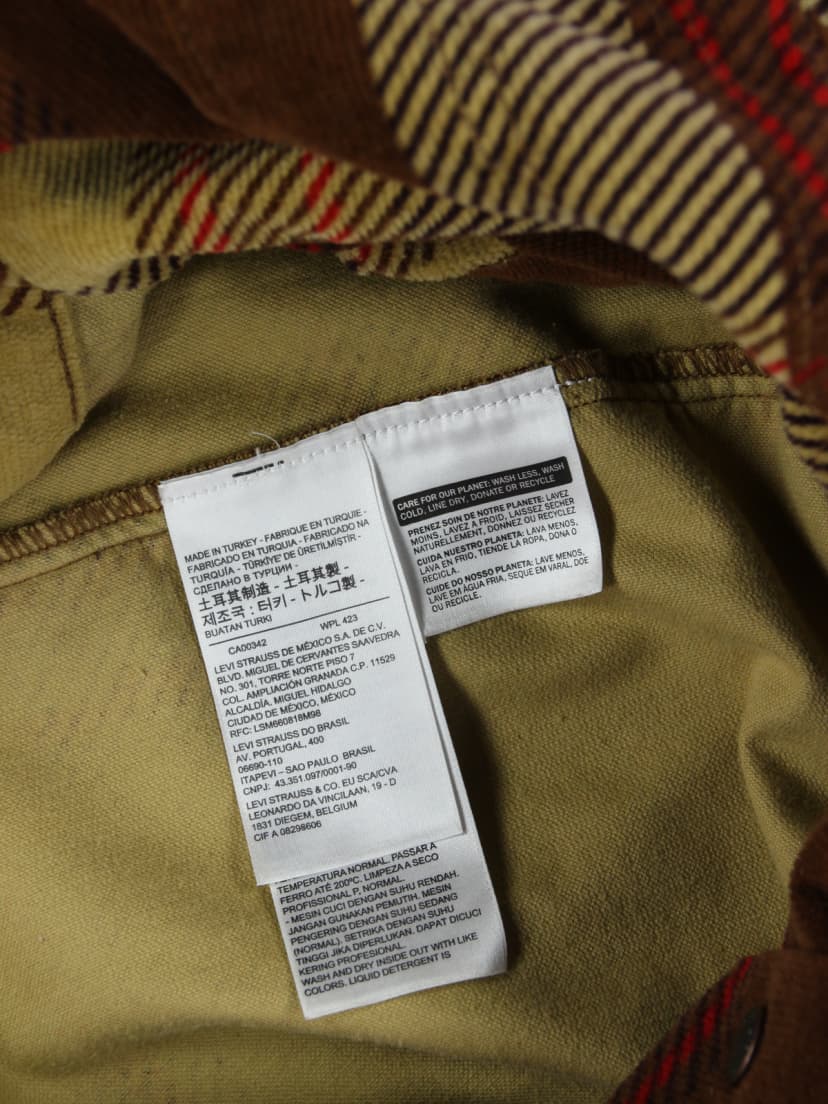 MADE IN TURKEY - FABRIQUE EN TURQUIE -
FABRICADO EN TURQUIA - FABRICADO NA
TURQUIA - TÜRKİYE' DE ÜRETİLMİŞTİR -
СДЕЛАНО В ТУРЦИИ -
土耳其制造 - 土耳其製 -
제조국 : 터키 - トルコ製 -
BUATAN TURKI
CA00342 WPL 423
LEVI STRAUSS DE MÉXICO S.A. DE C.V.
BLVD. MIGUEL DE CERVANTES SAAVEDRA
NO. 301, TORRE NORTE PISO 7
COL. AMPLIACIÓN GRANADA C.P. 11529
ALCALDÍA. MIGUEL HIDALGO
CIUDAD DE MÉXICO, MÉXICO
RFC: LSM660818M98
LEVI STRAUSS DO BRASIL
AV. PORTUGAL, 400
06690-110
ITAPEVI – SAO PAULO BRASIL
CNPJ: 43.351.097/0001-90
LEVI STRAUSS & CO. EU SCA/CVA
LEONARDO DA VINCILAAN, 19 - D
1831 DIEGEM, BELGIUM
CIF A 08298606
TEMPERATURA NORMAL. PASSAR A
FERRO ATÉ 200ºC. LIMPEZA A SECO
PROFISSIONAL P, NORMAL.
- MESIN CUCI DENGAN SUHU RENDAH.
JANGAN GUNAKAN PEMUTIH. MESIN
PENGERING DENGAN SUHU SEDANG
(NORMAL). SETRIKA DENGAN SUHU
TINGGI JIKA DIPERLUKAN. DAPAT DICUCI
KERING PROFESIONAL.
WASH AND DRY INSIDE OUT WITH LIKE
COLORS. LIQUID DETERGENT IS
CARE FOR OUR PLANET: WASH LESS, WASH
COLD, LINE DRY, DONATE OR RECYCLE
PRENEZ SOIN DE NOTRE PLANETE: LAVEZ
MOINS, LAVEZ A FROID, LAISSEZ SECHER
NATURELLEMENT, DONNEZ OU RECYCLEZ
CUIDA NUESTRO PLANETA: LAVA MENOS,
LAVA EN FRIO, TIENDE LA ROPA, DONA O
RECICLA.
CUIDE DO NOSSO PLANETA: LAVE MENOS,
LAVE EM ÁGUA FRIA, SEQUE EM VARAL, DOE
OU RECICLE.